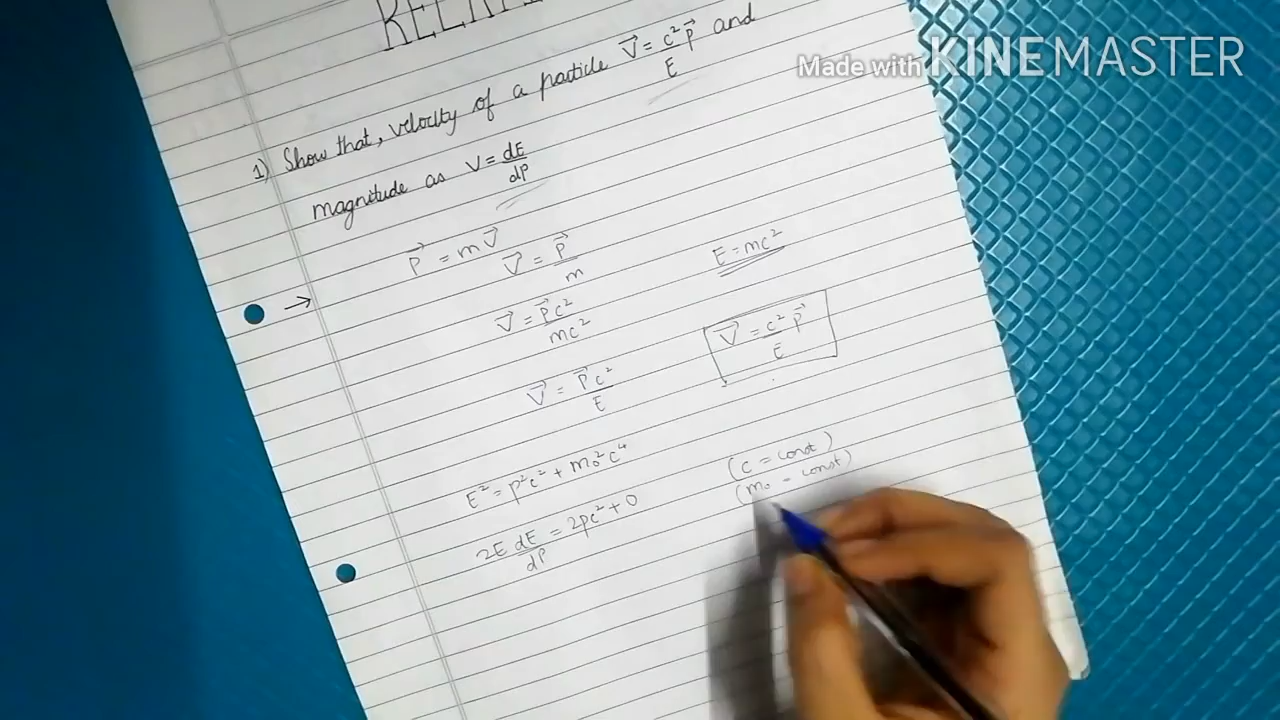 Made with KINEMASTER
1) Show that, velocity of a particle V⃗ = c²p⃗/E and
magnitude as V = dE/dP
→ P⃗ = mV⃗
V⃗ = P⃗/m
E = mc²
V⃗ = P⃗c²/mc²
V⃗ = c²P⃗/E
V⃗ = P⃗c²/E
E² = p²c² + m₀²c⁴
(c = const)
(m₀ = const)
2E dE/dP = 2pc² + 0